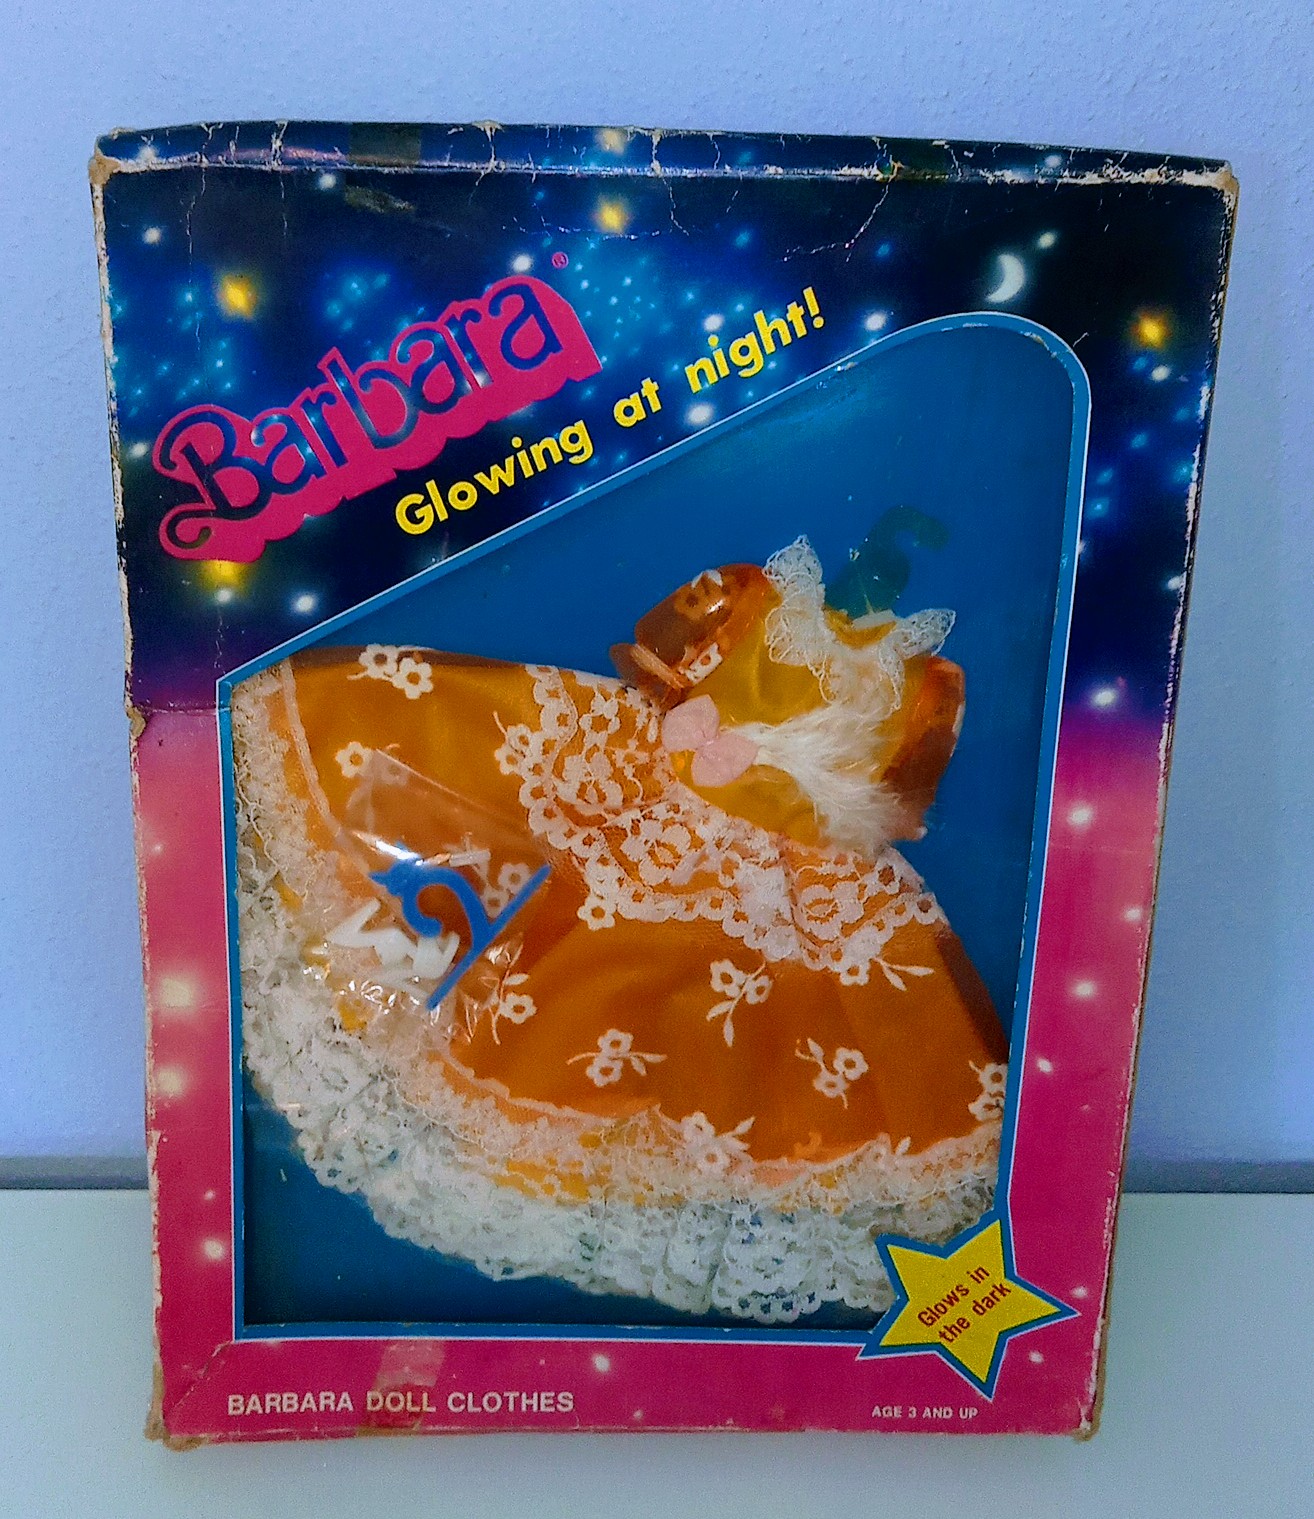 Barbara®
Glowing at night!
Glows in
the dark
BARBARA DOLL CLOTHES
AGE 3 AND UP